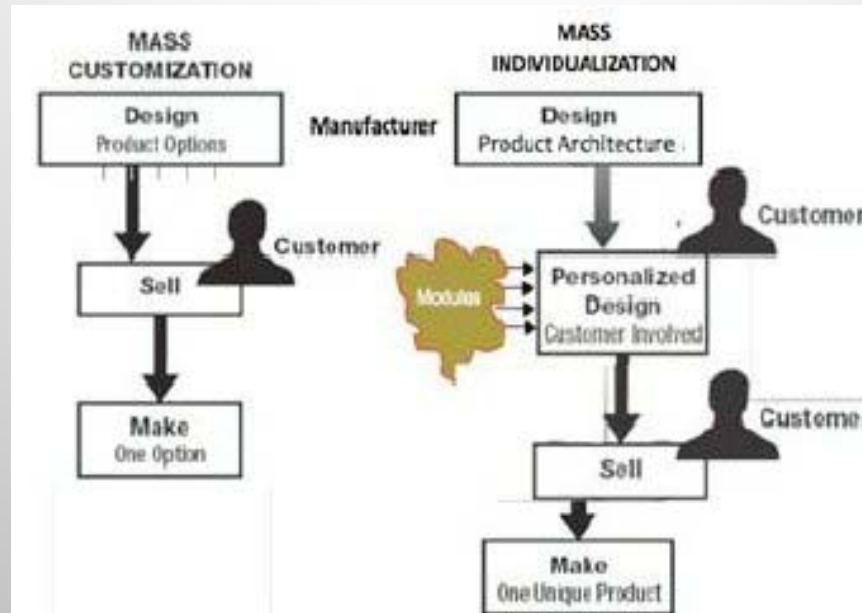 MASS
CUSTOMIZATION
Design
Product Options
Customer
Sell
Make
One Option
Manufacturer
MASS
INDIVIDUALIZATION
Design
Product Architecture
Customer
Modules
Personalized
Design
Customer Involved
Custome
Sell
Make
One Unique Product